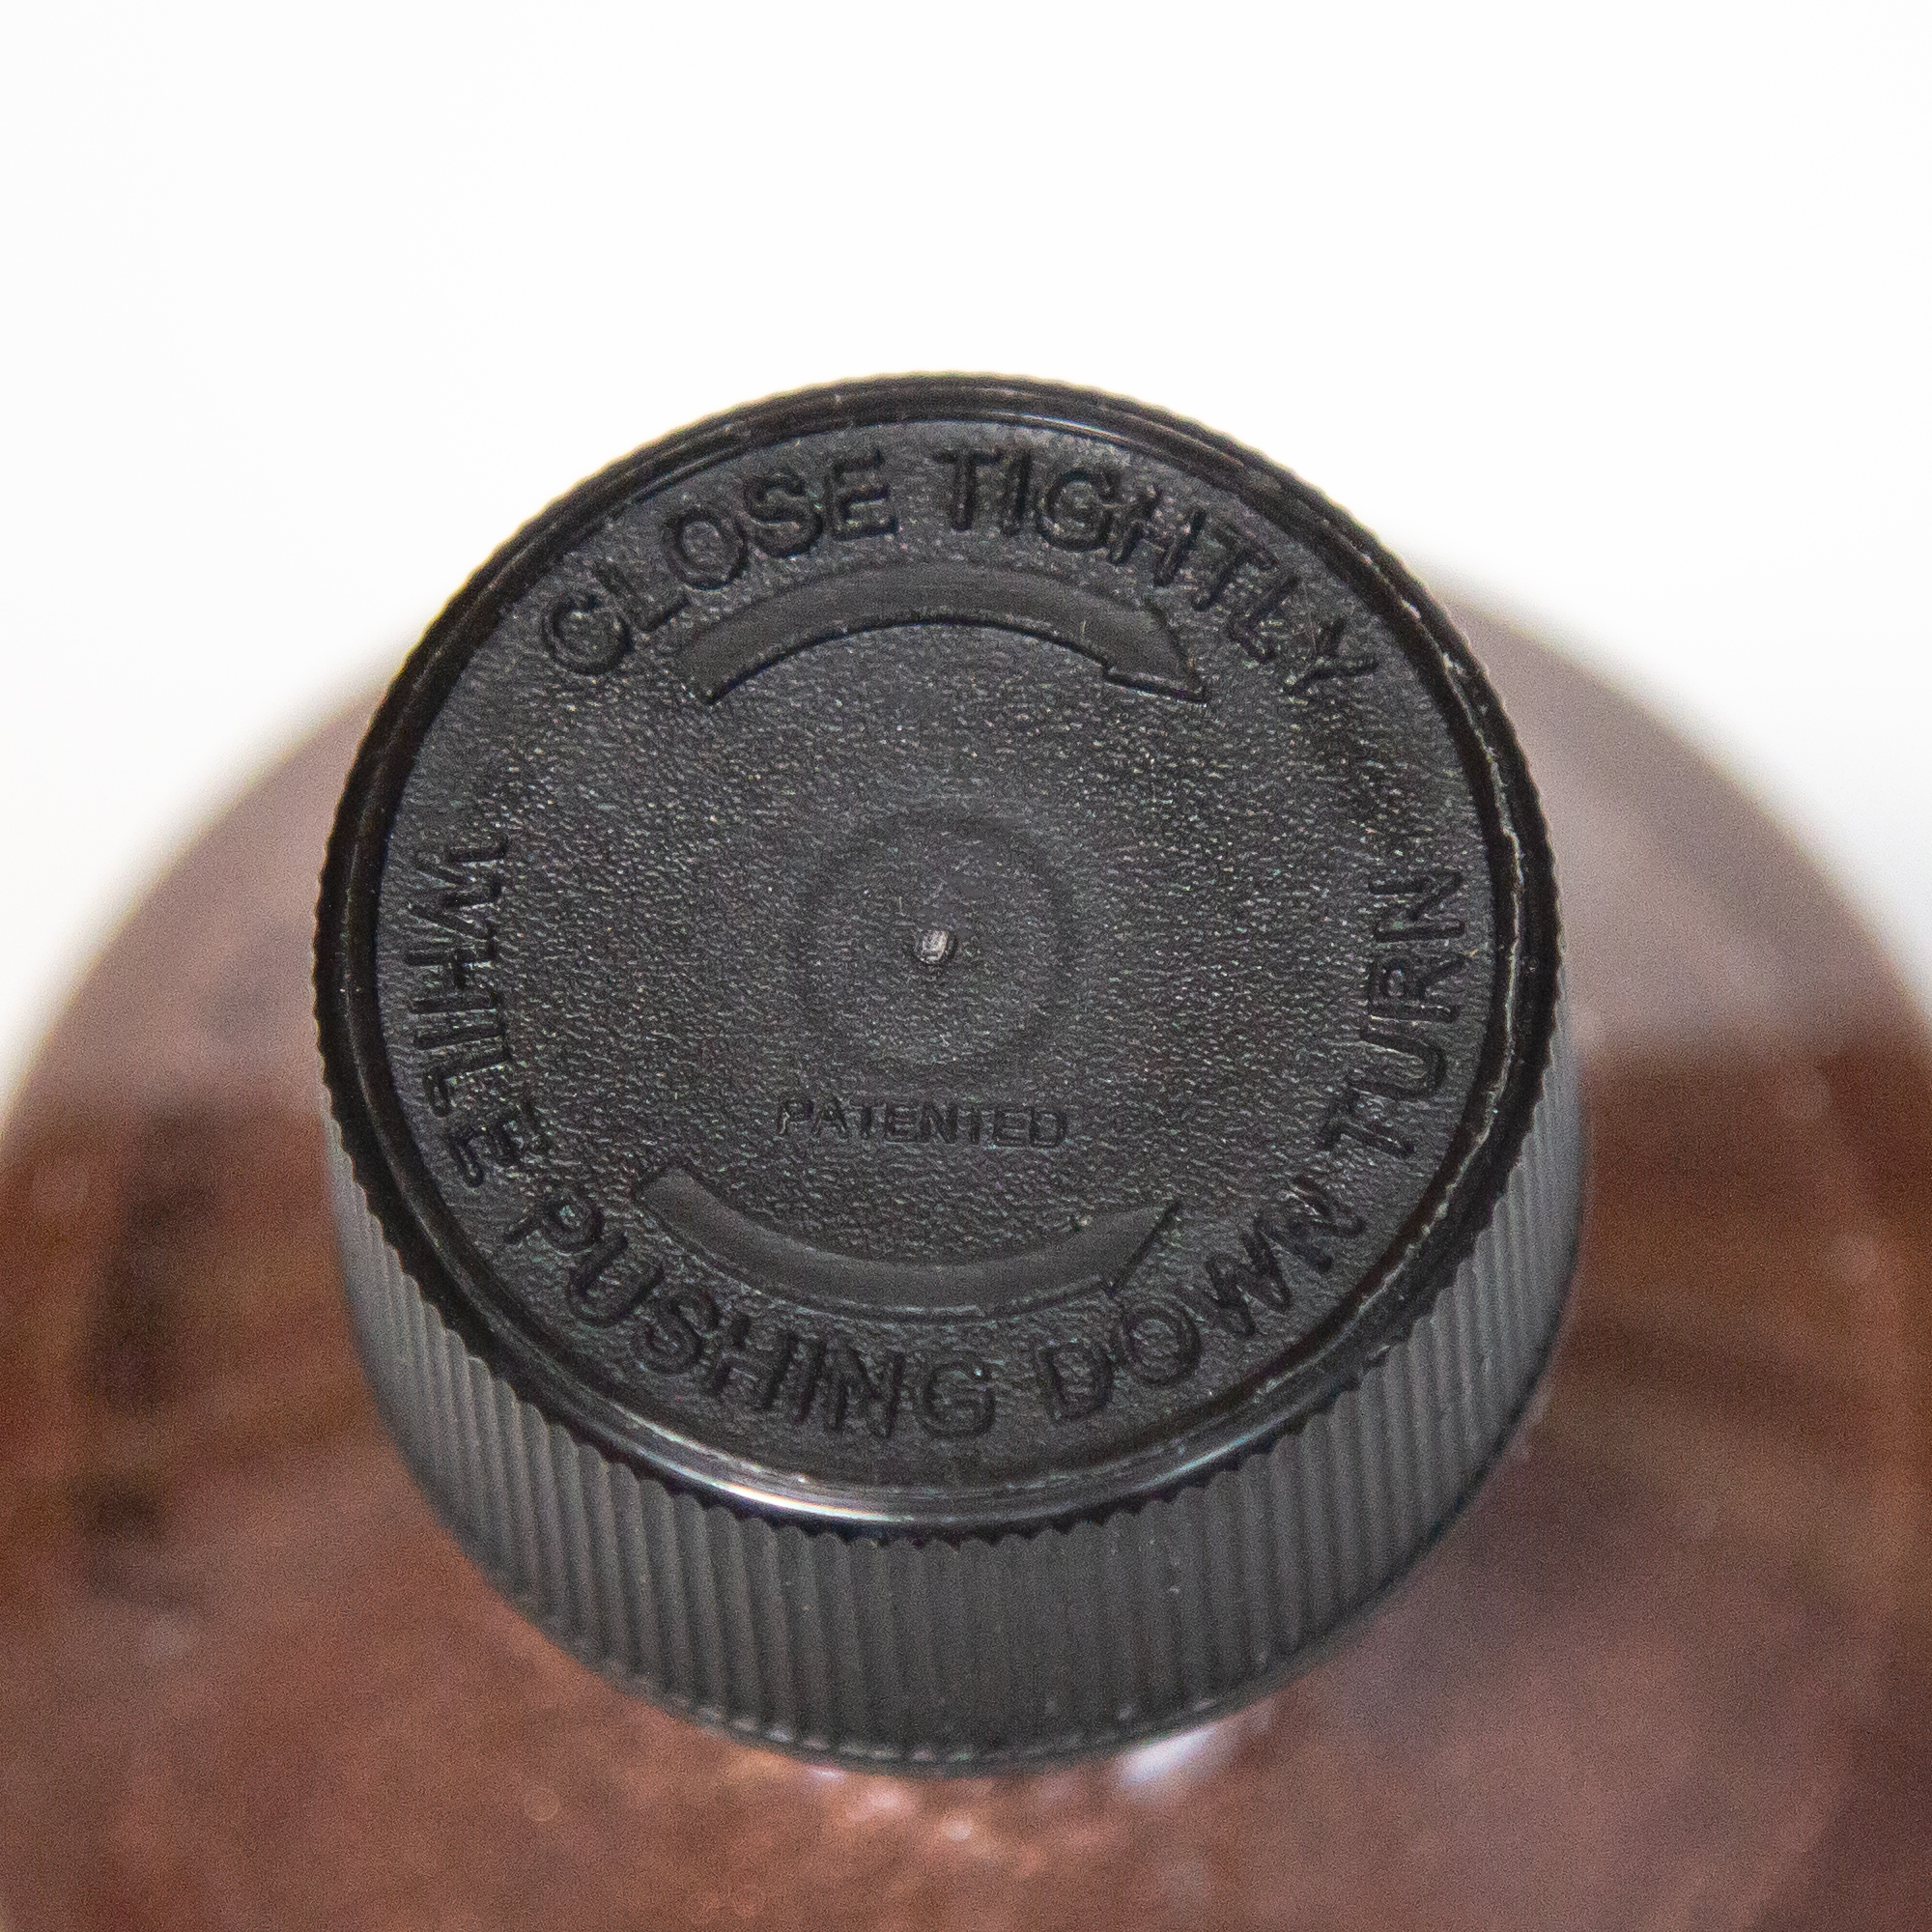 CLOSE TIGHTLY
WHILE PUSHING DOWN TURN
PATENTED